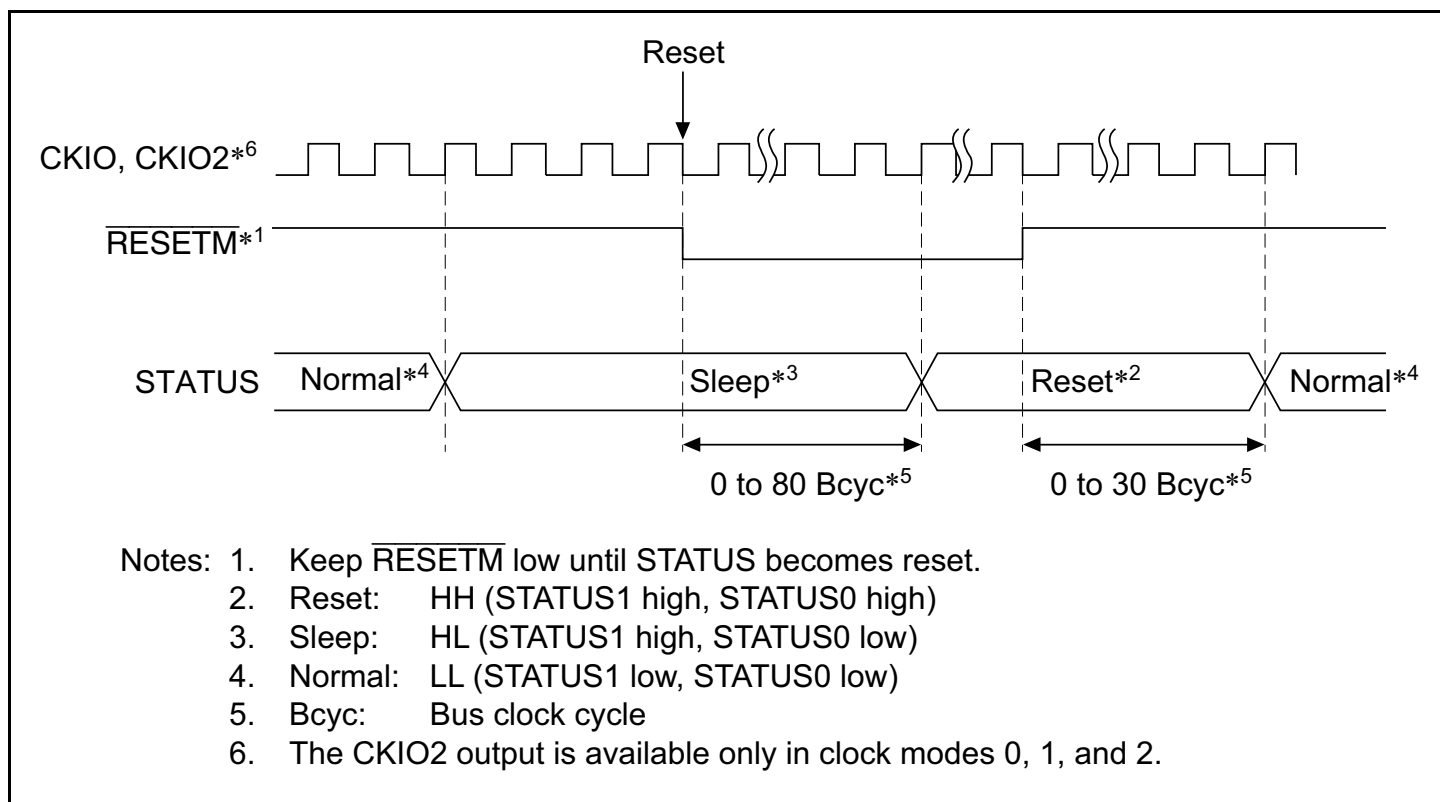 Reset
CKIO, CKIO2*6
RESETM*1
STATUS Normal*4 Sleep*3 Reset*2 Normal*4
0 to 80 Bcyc*5 0 to 30 Bcyc*5
Notes: 1. Keep RESETM low until STATUS becomes reset.
2. Reset: HH (STATUS1 high, STATUS0 high)
3. Sleep: HL (STATUS1 high, STATUS0 low)
4. Normal: LL (STATUS1 low, STATUS0 low)
5. Bcyc: Bus clock cycle
6. The CKIO2 output is available only in clock modes 0, 1, and 2.